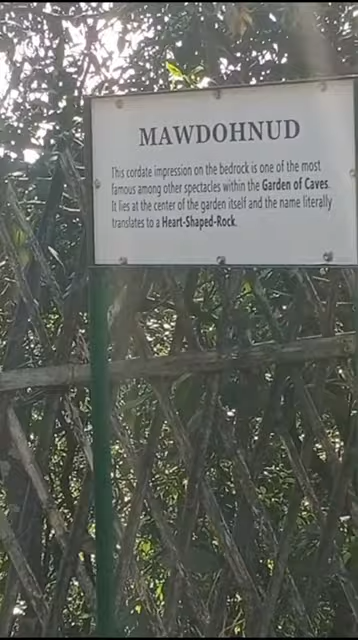 MAWDOHNUD
This cordate impression on the bedrock is one of the most
famous among other spectacles within the Garden of Caves.
It lies at the center of the garden itself and the name literally
translates to a Heart-Shaped-Rock.